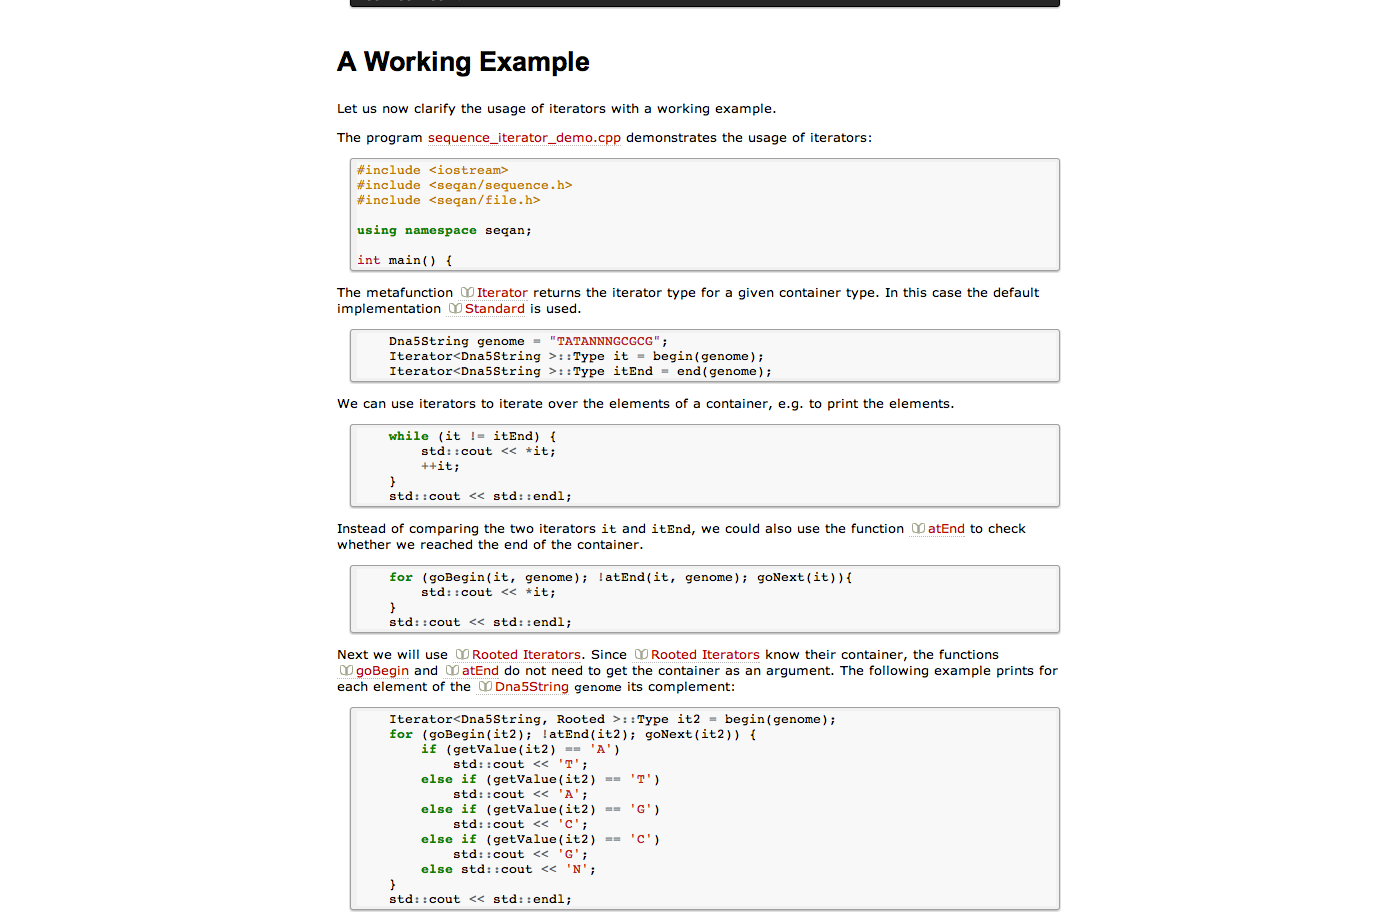 A Working Example
Let us now clarify the usage of iterators with a working example.
The program sequence_iterator_demo.cpp demonstrates the usage of iterators:
#include <iostream>
#include <seqan/sequence.h>
#include <seqan/file.h>
using namespace seqan;
int main() {
The metafunction Iterator returns the iterator type for a given container type. In this case the default
implementation Standard is used.
Dna5String genome = "TATANNNGCGCG";
Iterator<Dna5String >::Type it = begin(genome);
Iterator<Dna5String >::Type itEnd = end(genome);
We can use iterators to iterate over the elements of a container, e.g. to print the elements.
while (it != itEnd) {
std::cout << *it;
++it;
}
std::cout << std::endl;
Instead of comparing the two iterators it and itEnd, we could also use the function atEnd to check
whether we reached the end of the container.
for (goBegin(it, genome); !atEnd(it, genome); goNext(it)){
std::cout << *it;
}
std::cout << std::endl;
Next we will use Rooted Iterators. Since Rooted Iterators know their container, the functions
goBegin and atEnd do not need to get the container as an argument. The following example prints for
each element of the Dna5String genome its complement:
Iterator<Dna5String, Rooted >::Type it2 = begin(genome);
for (goBegin(it2); !atEnd(it2); goNext(it2)) {
if (getValue(it2) == 'A')
std::cout << 'T';
else if (getValue(it2) == 'T')
std::cout << 'A';
else if (getValue(it2) == 'G')
std::cout << 'C';
else if (getValue(it2) == 'C')
std::cout << 'G';
else std::cout << 'N';
}
std::cout << std::endl;